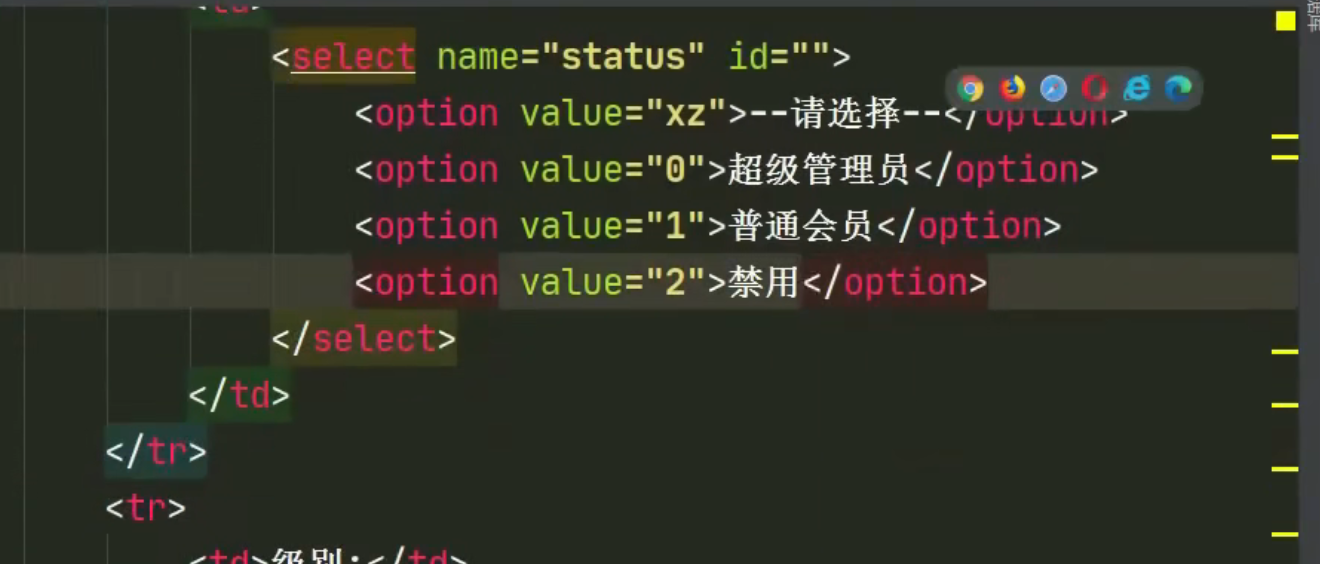 <td>
<select name="status" id="">
<option value="xz">--请选择--</option>
<option value="0">超级管理员</option>
<option value="1">普通会员</option>
<option value="2">禁用</option>
</select>
</td>
</tr>
<tr>
<td>级别:</td>